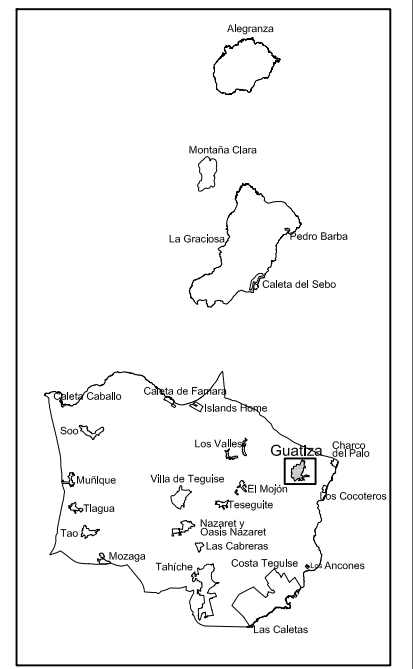 Alegranza
Montaña Clara
La Graciosa
Pedro Barba
Caleta del Sebo
Caleta Caballo
Caleta de Famara
Islands Home
Soo
Los Valles
Guatiza
Charco
del Palo
Muñique
Villa de Teguise
El Mojón
Los Cocoteros
Tiagua
Teseguite
Tao
Nazaret y
Oasis Nazaret
Las Cabreras
Mozaga
Tahíche
Costa Teguise
Los Ancones
Las Caletas